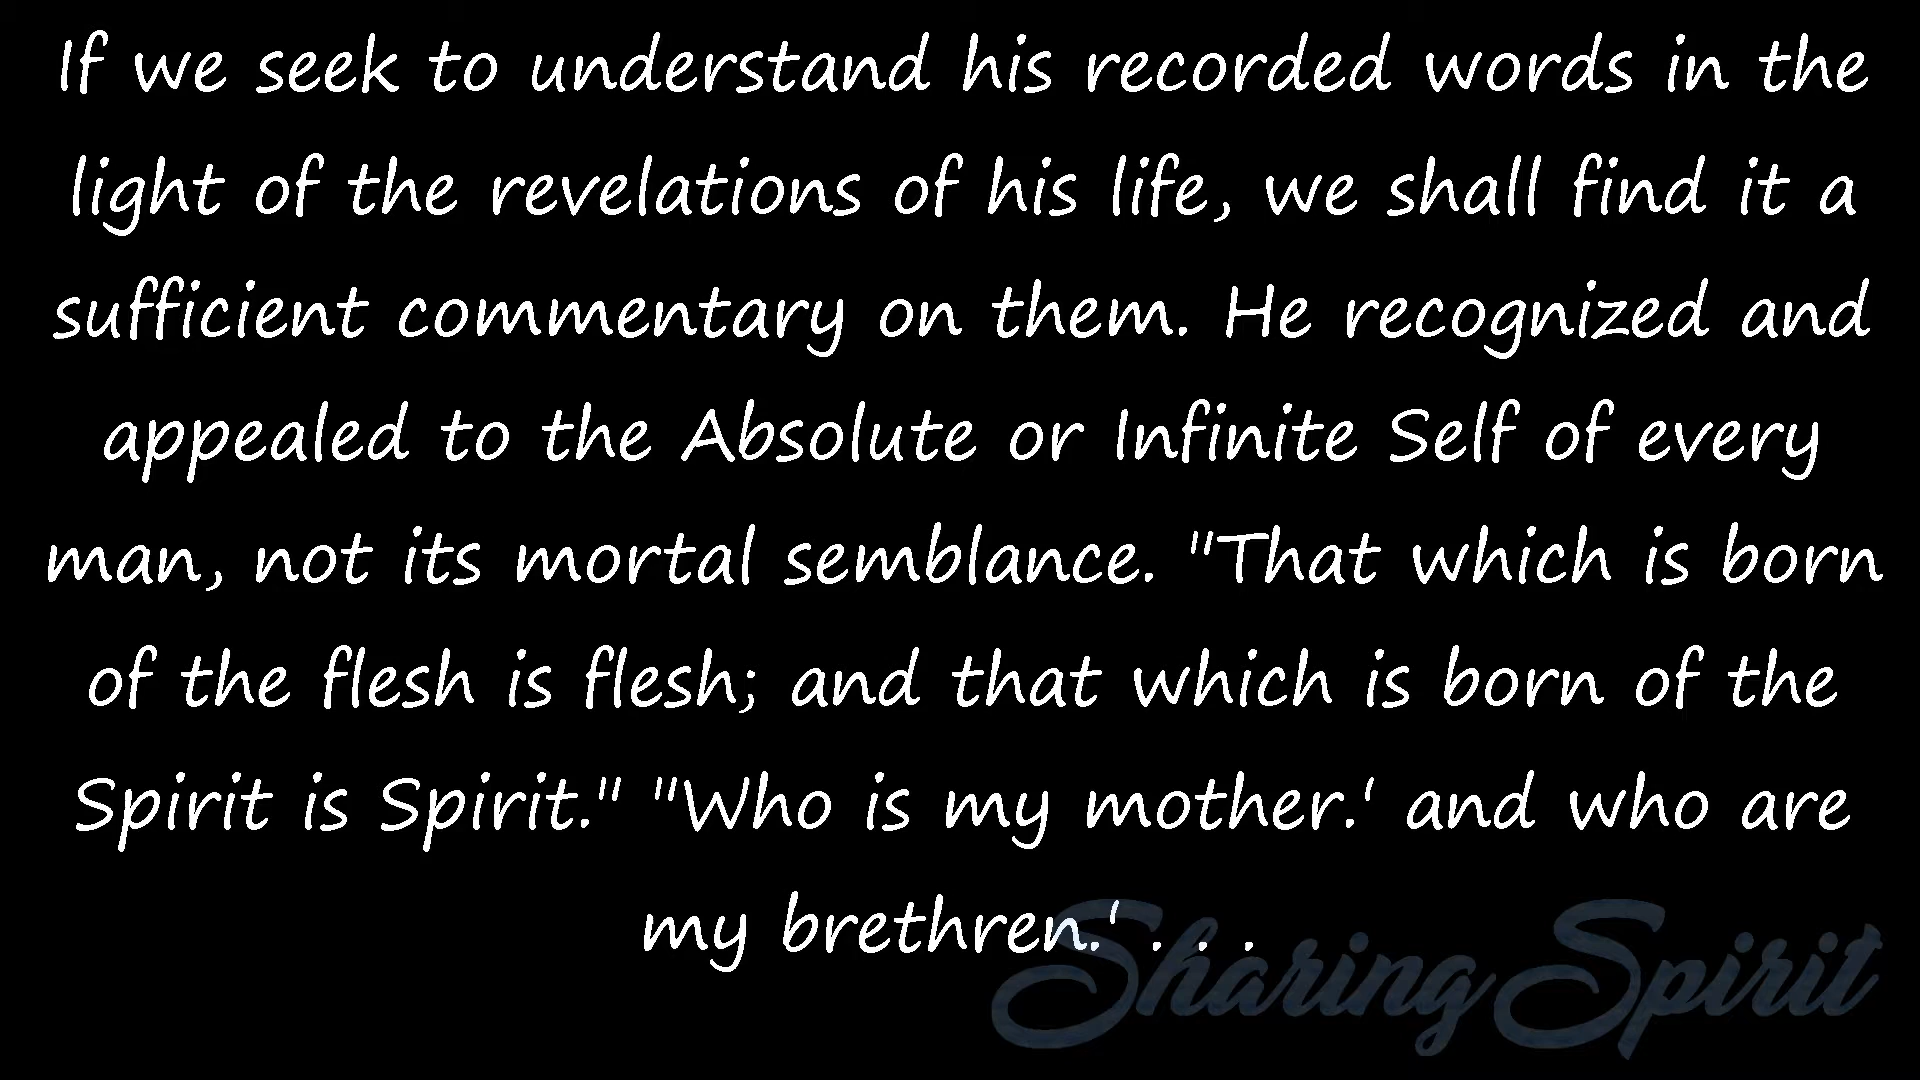 If we seek to understand his recorded words in the
light of the revelations of his life, we shall find it a
sufficient commentary on them. He recognized and
appealed to the Absolute or Infinite Self of every
man, not its mortal semblance. "That which is born
of the flesh is flesh; and that which is born of the
Spirit is Spirit." "Who is my mother.' and who are
my brethren.' . . .
Sharing Spirit